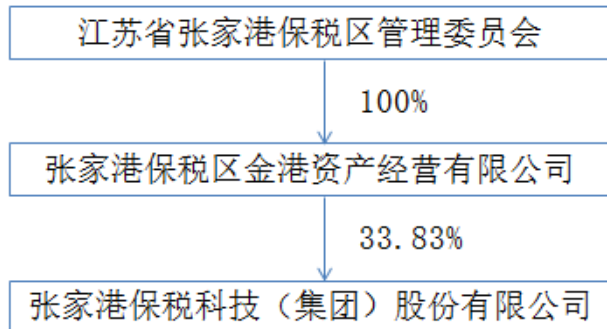 江苏省张家港保税区管理委员会
100%
张家港保税区金港资产经营有限公司
33.83%
张家港保税科技（集团）股份有限公司